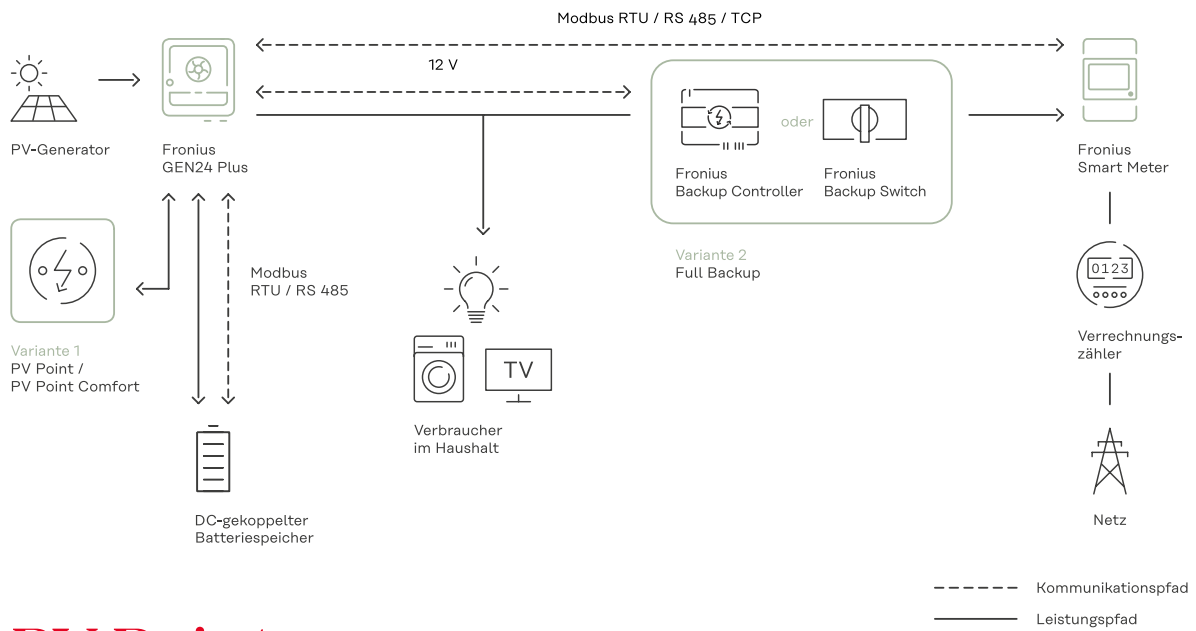 Modbus RTU / RS 485 / TCP
12 V
PV-Generator
Fronius
GEN24 Plus
oder
Fronius
Backup Controller
Fronius
Backup Switch
Fronius
Smart Meter
Variante 2
Full Backup
Modbus
RTU / RS 485
0123
Variante 1
PV Point /
PV Point Comfort
TV
Verrechnungs-
zähler
Verbraucher
im Haushalt
DC-gekoppelter
Batteriespeicher
Netz
Kommunikationspfad
Leistungspfad